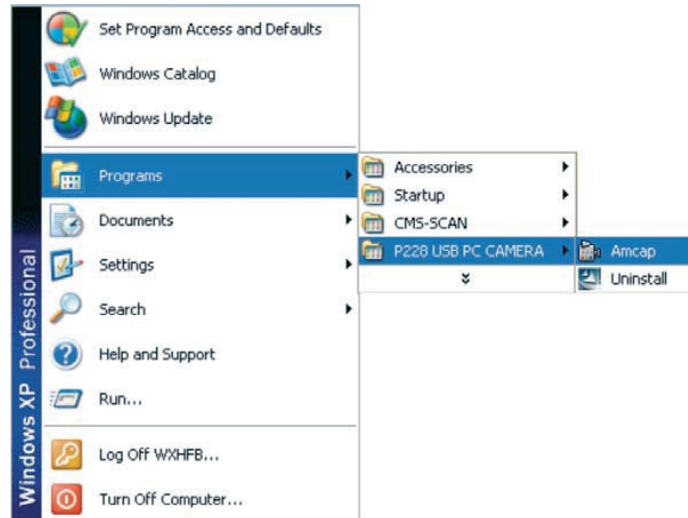 Set Program Access and Defaults
Windows Catalog
Windows Update
Programs
Documents
Settings
Search
Help and Support
Run...
Log Off WXHFB...
Turn Off Computer...
Windows XP Professional
Accessories
Startup
CMS-SCAN
P228 USB PC CAMERA
Amcap
Uninstall